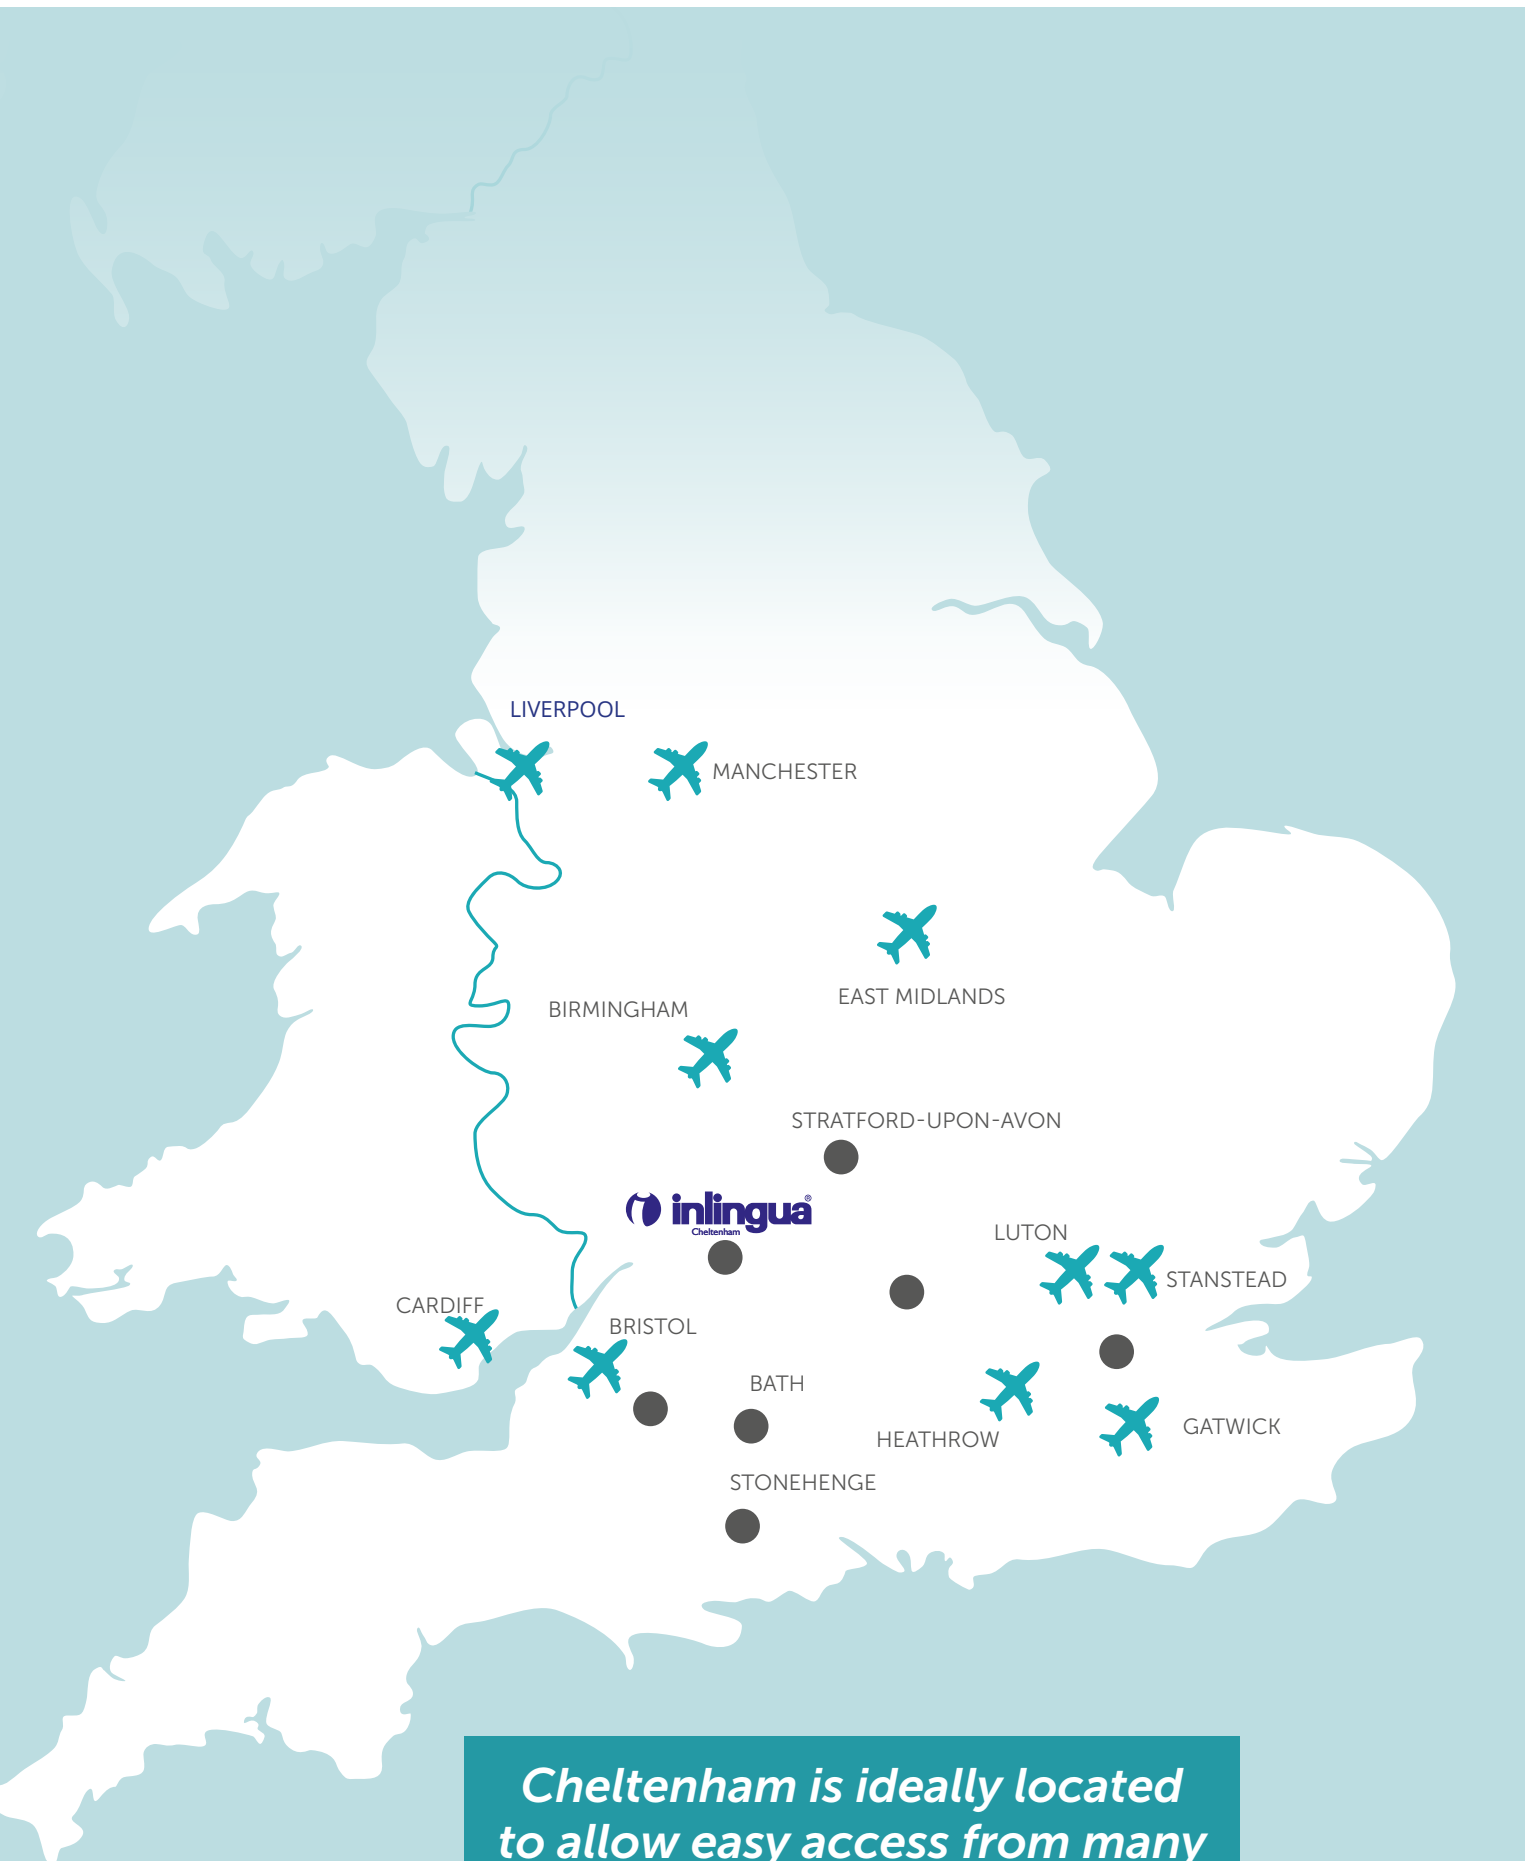 LIVERPOOL
MANCHESTER
EAST MIDLANDS
BIRMINGHAM
STRATFORD-UPON-AVON
inlingua®
Cheltenham
LUTON
STANSTEAD
CARDIFF
BRISTOL
BATH
GATWICK
HEATHROW
STONEHENGE
Cheltenham is ideally located
to allow easy access from many